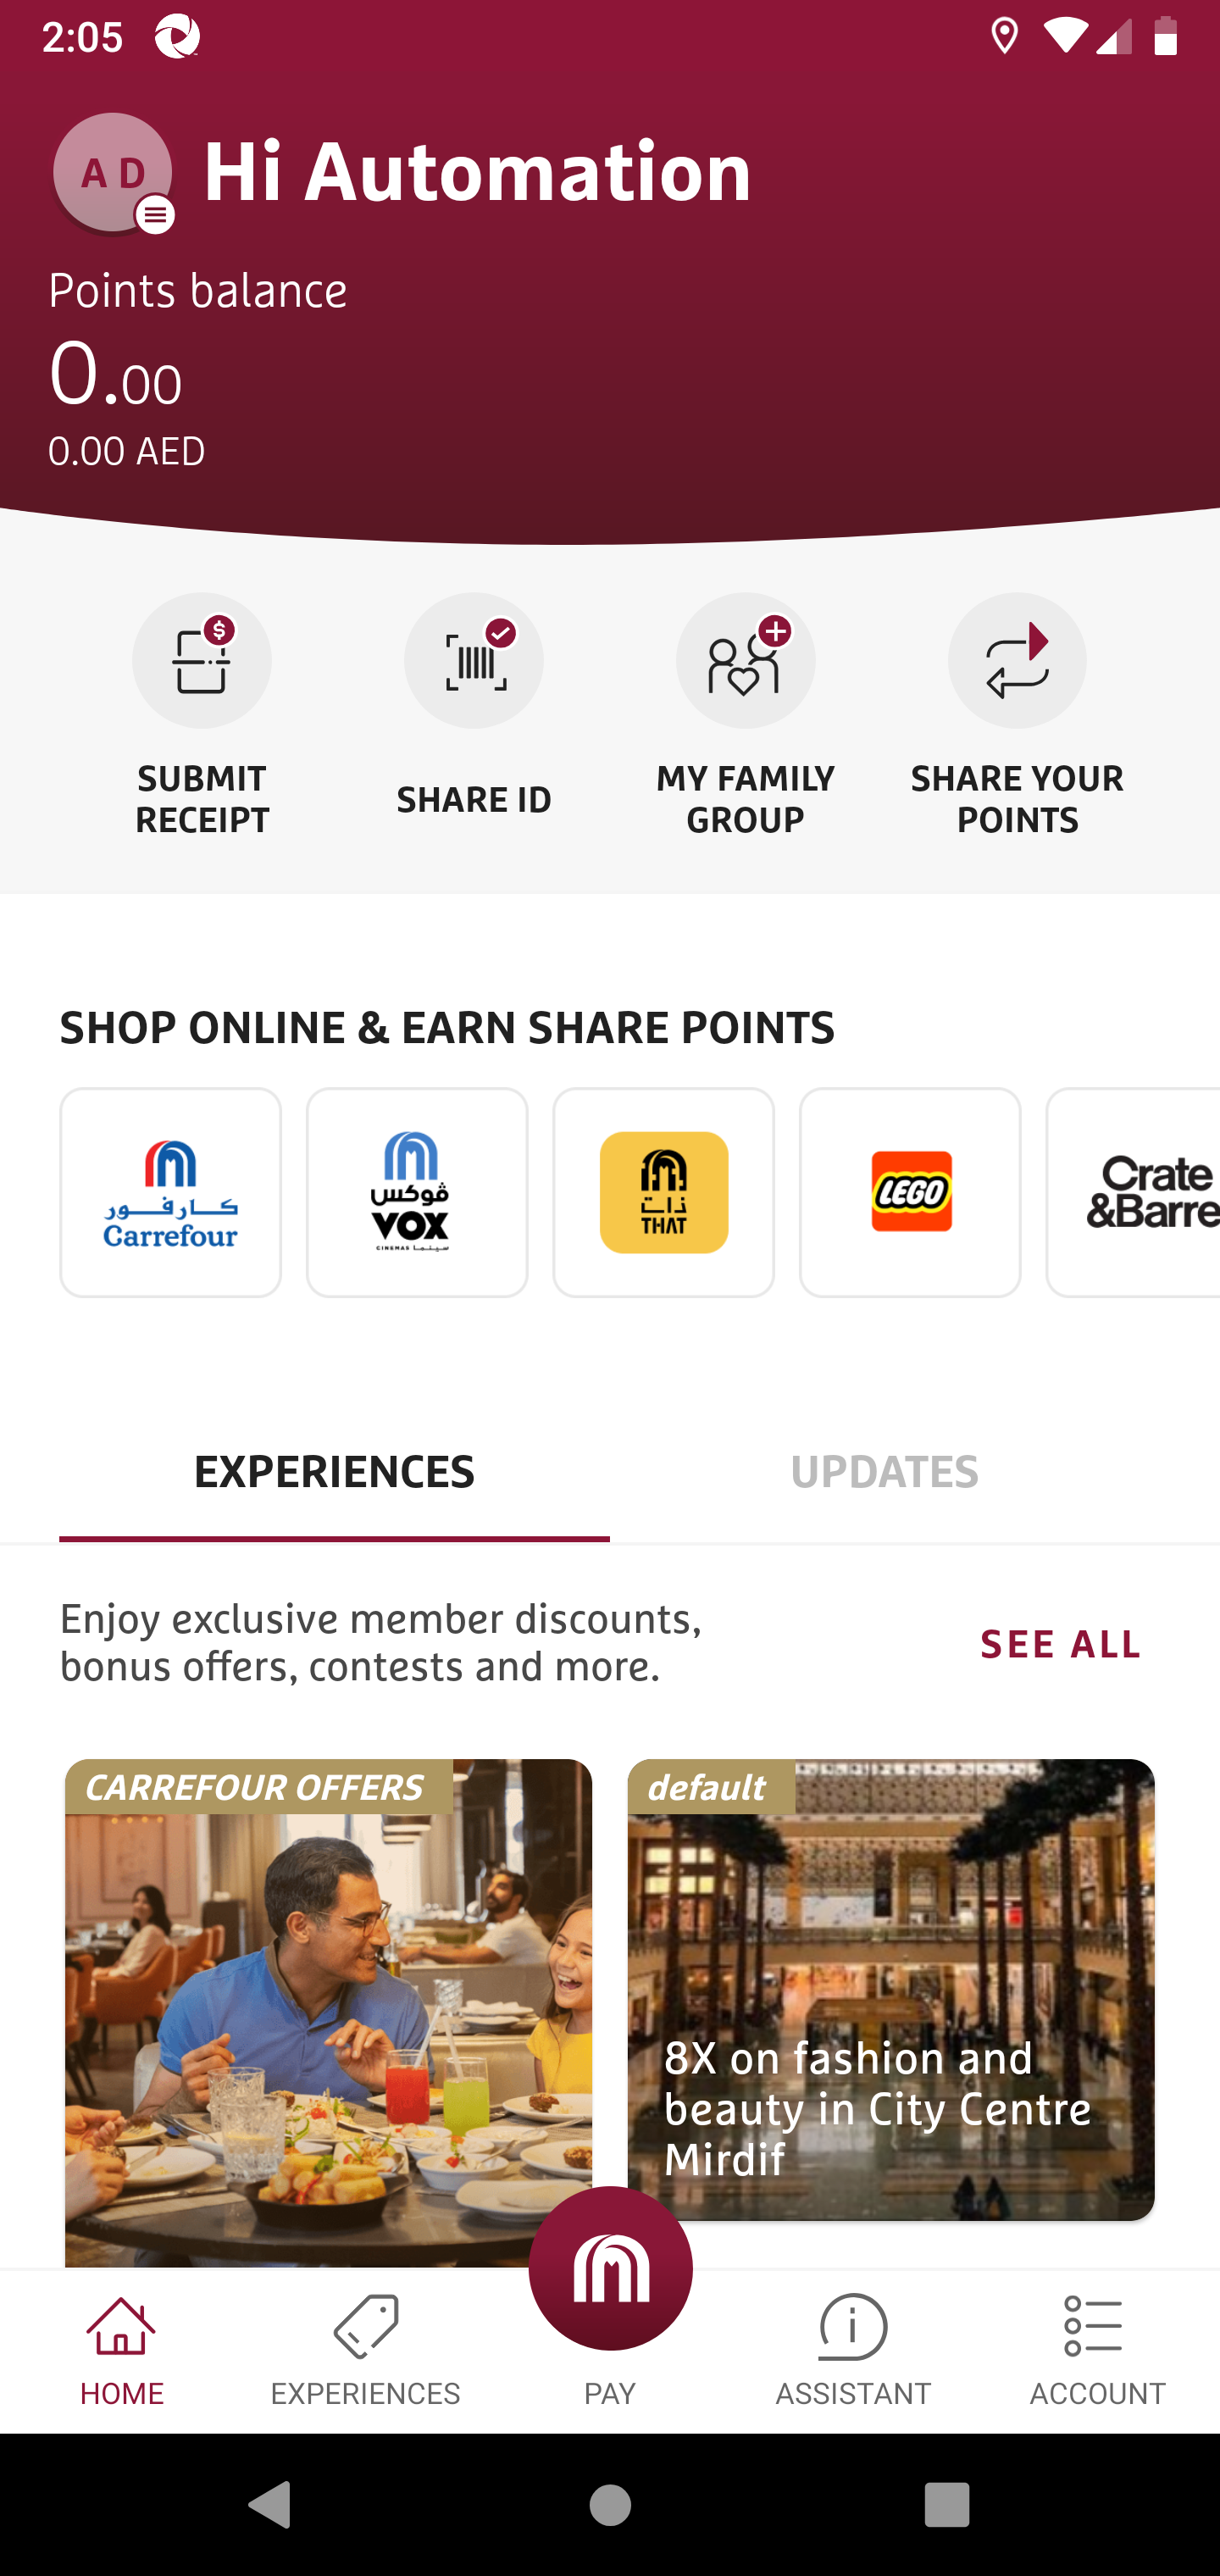 2:05
A D
Hi Automation
Points balance
0.00
0.00 AED
SUBMIT
RECEIPT
SHARE ID
MY FAMILY
GROUP
SHARE YOUR
POINTS
SHOP ONLINE & EARN SHARE POINTS
كارفور
Carrefour
ڤوكس
VOX
CINEMAS سينما
ذات
THAT
LEGO
Crate
&Barre
EXPERIENCES
UPDATES
Enjoy exclusive member discounts,
bonus offers, contests and more.
SEE ALL
CARREFOUR OFFERS
default
8X on fashion and
beauty in City Centre
Mirdif
HOME
EXPERIENCES
PAY
ASSISTANT
ACCOUNT